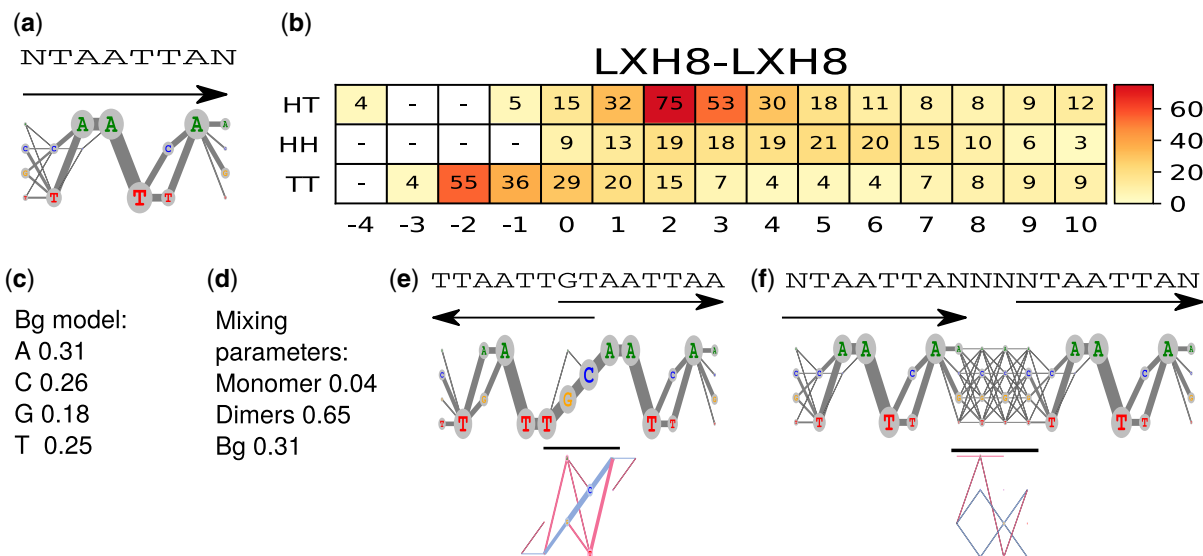 (a)
NTAATTAN
(b)
LXH8-LXH8
HT 4 - - 5 15 32 75 53 30 18 11 8 8 9 12
HH - - - - 9 13 19 18 19 21 20 15 10 6 3
TT - 4 55 36 29 20 15 7 4 4 4 7 8 9 9
-4 -3 -2 -1 0 1 2 3 4 5 6 7 8 9 10
60
40
20
0
(c)
Bg model:
A 0.31
C 0.26
G 0.18
T 0.25
(d)
Mixing
parameters:
Monomer 0.04
Dimers 0.65
Bg 0.31
(e)
TTAATTGTAATTAA
(f)
NTAATTANNNNTAATTAN